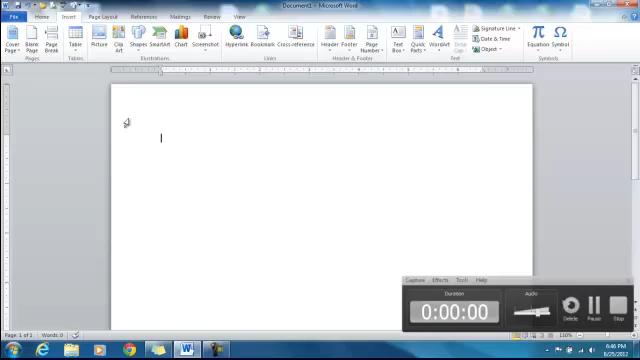 Document1 - Microsoft Word
File Home Insert Page Layout References Mailings Review View
Cover Page Blank Page Page Break Table Picture Clip Art Shapes SmartArt Chart Screenshot Hyperlink Bookmark Cross-reference Header Footer Page Number Text Box Quick Parts WordArt Drop Cap Signature Line Date & Time Object Equation Symbol
Pages Tables Illustrations Links Header & Footer Text Symbols
Capture Effects Tools Help
Duration Audio
0:00:00
Delete Pause Stop
Page: 1 of 1 Words: 0 110%
6:46 PM
8/25/2012